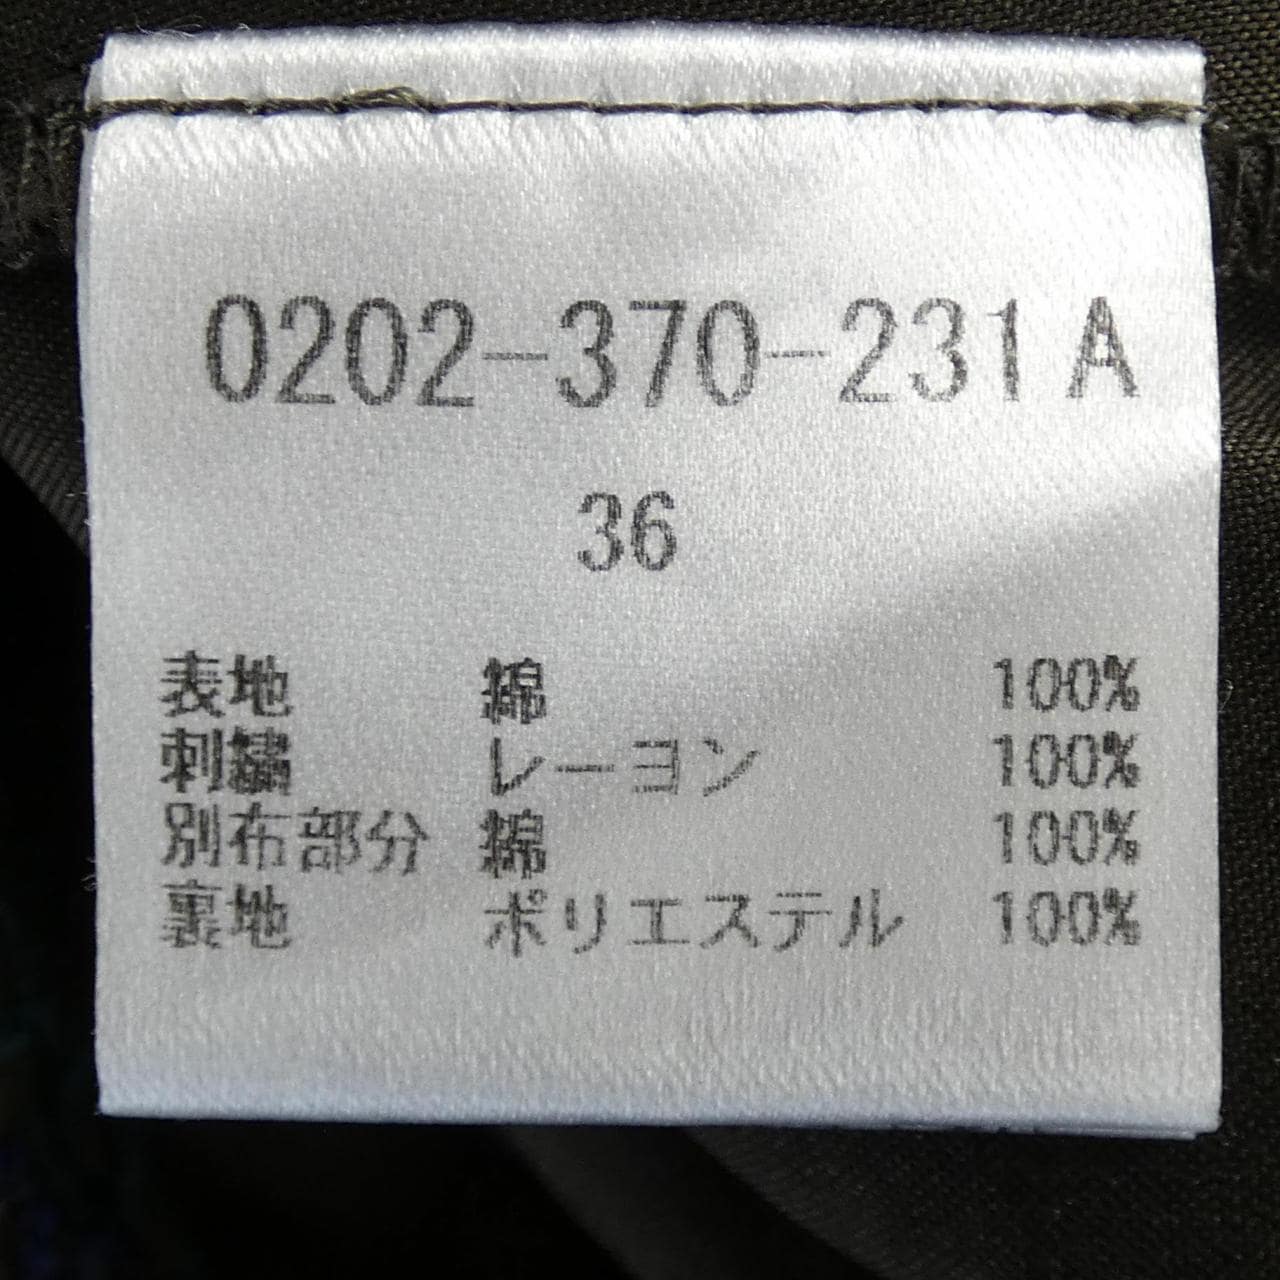 0202-370-231 A
36
表地 綿 100%
刺繍 レーヨン 100%
別布部分 綿 100%
裏地 ポリエステル 100%